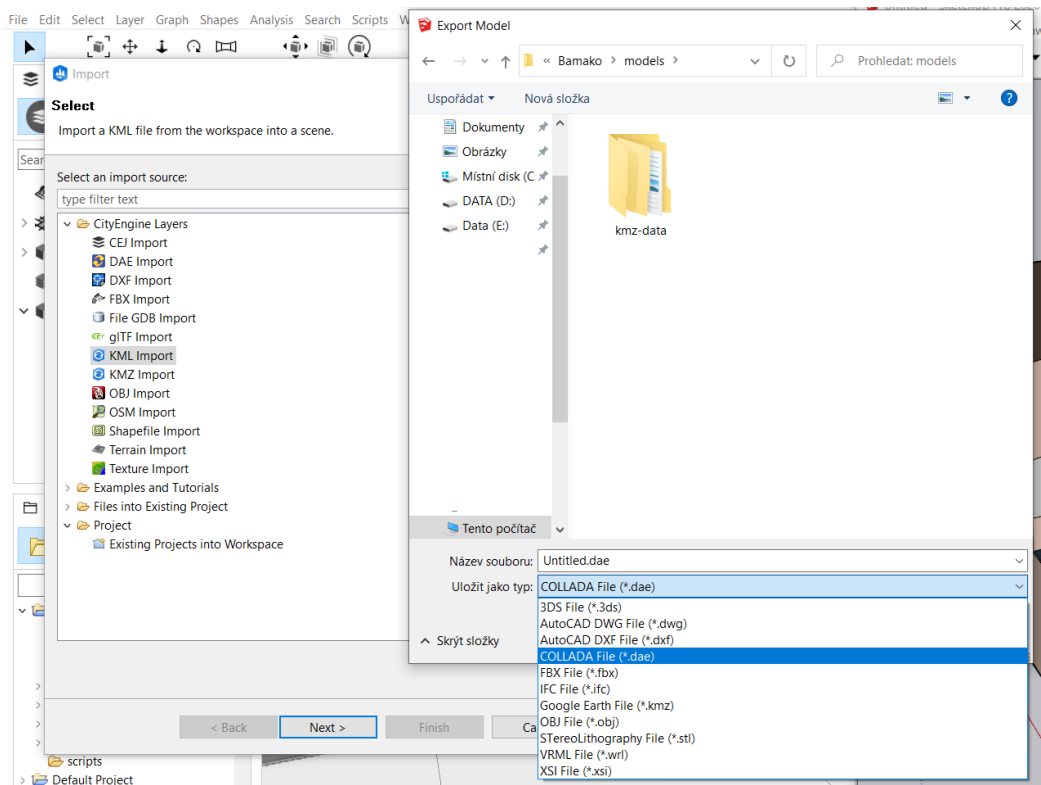 File Edit Select Layer Graph Shapes Analysis Search Scripts W
Import
Select
Import a KML file from the workspace into a scene.
Sear
Select an import source:
type filter text
CityEngine Layers
CEJ Import
DAE Import
DXF Import
FBX Import
File GDB Import
glTF Import
KML Import
KMZ Import
OBJ Import
OSM Import
Shapefile Import
Terrain Import
Texture Import
Examples and Tutorials
Files into Existing Project
Project
Existing Projects into Workspace
< Back
Next >
Finish
Ca
scripts
Default Project
Export Model
« Bamako > models >
Prohledat: models
Uspořádat
Nová složka
Dokumenty
Obrázky
Místní disk (C
DATA (D:)
Data (E:)
kmz-data
Tento počítač
Název souboru: Untitled.dae
Uložit jako typ: COLLADA File (*.dae)
3DS File (*.3ds)
AutoCAD DWG File (*.dwg)
AutoCAD DXF File (*.dxf)
COLLADA File (*.dae)
FBX File (*.fbx)
IFC File (*.ifc)
Google Earth File (*.kmz)
OBJ File (*.obj)
STereoLithography File (*.stl)
VRML File (*.wrl)
XSI File (*.xsi)
Skrýt složky